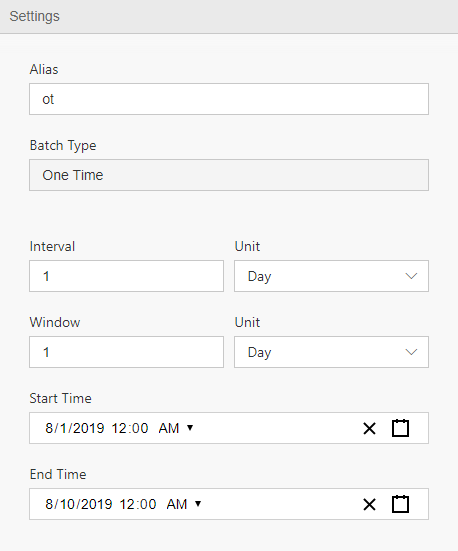 Settings
Alias
ot
Batch Type
One Time
Interval Unit
1 Day
Window Unit
1 Day
Start Time
8/1/2019 12:00 AM
End Time
8/10/2019 12:00 AM